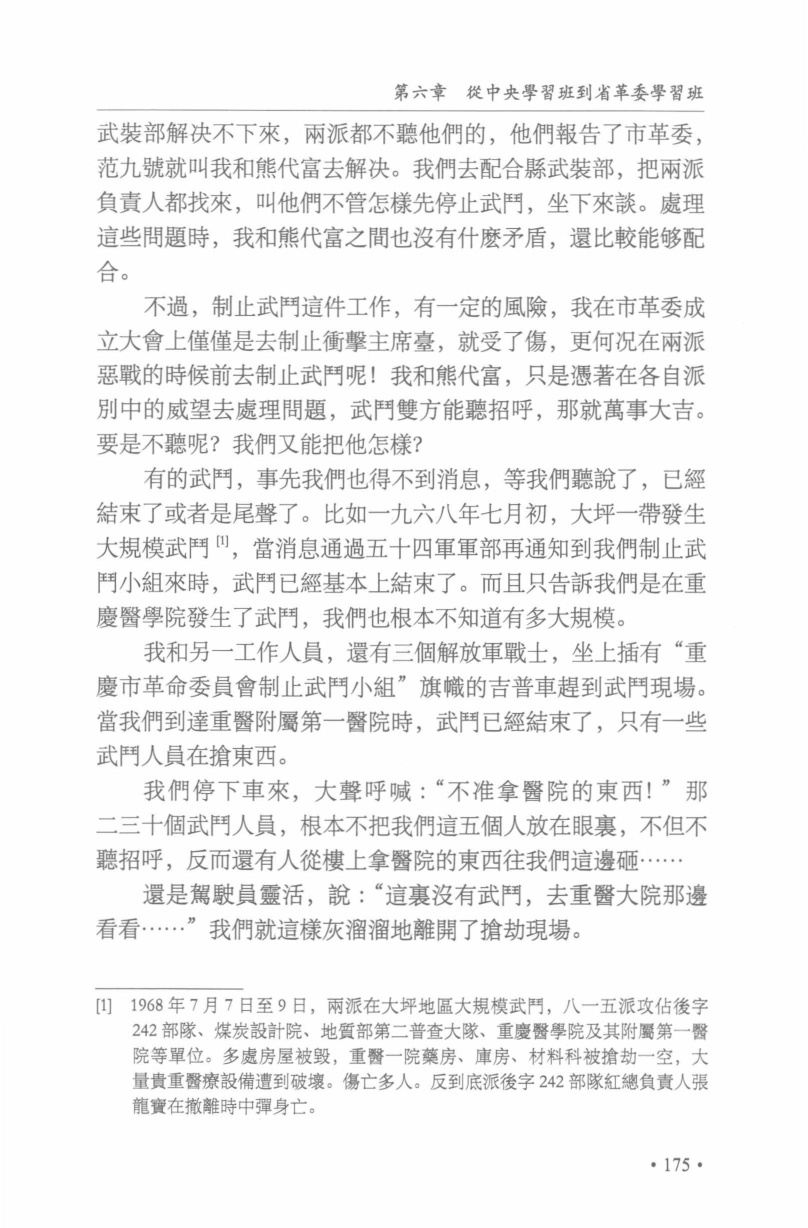 第六章　從中央學習班到省革委學習班
武裝部解决不下來，兩派都不聽他們的，他們報告了市革委，
范九號就叫我和熊代富去解决。我們去配合縣武裝部，把兩派
負責人都找來，叫他們不管怎樣先停止武鬥，坐下來談。處理
這些問題時，我和熊代富之間也沒有什麽矛盾，還比較能够配
合。
不過，制止武鬥這件工作，有一定的風險，我在市革委成
立大會上僅僅是去制止衝擊主席臺，就受了傷，更何况在兩派
惡戰的時候前去制止武鬥呢！我和熊代富，只是憑著在各自派
別中的威望去處理問題，武鬥雙方能聽招呼，那就萬事大吉。
要是不聽呢？我們又能把他怎樣？
有的武鬥，事先我們也得不到消息，等我們聽說了，已經
結束了或者是尾聲了。比如一九六八年七月初，大坪一帶發生
大規模武鬥 [1]，當消息通過五十四軍軍部再通知到我們制止武
鬥小組來時，武鬥已經基本上結束了。而且只告訴我們是在重
慶醫學院發生了武鬥，我們也根本不知道有多大規模。
我和另一工作人員，還有三個解放軍戰士，坐上插有“重
慶市革命委員會制止武鬥小組”旗幟的吉普車趕到武鬥現場。
當我們到達重醫附屬第一醫院時，武鬥已經結束了，只有一些
武鬥人員在搶東西。
我們停下車來，大聲呼喊：“不准拿醫院的東西！”那
二三十個武鬥人員，根本不把我們這五個人放在眼裏，不但不
聽招呼，反而還有人從樓上拿醫院的東西往我們這邊砸……
還是駕駛員靈活，說：“這裏沒有武鬥，去重醫大院那邊
看看……”我們就這樣灰溜溜地離開了搶劫現場。
[1] 1968 年 7 月 7 日至 9 日，兩派在大坪地區大規模武鬥，八一五派攻佔後字
242 部隊、煤炭設計院、地質部第二普查大隊、重慶醫學院及其附屬第一醫
院等單位。多處房屋被毀，重醫一院藥房、庫房、材料科被搶劫一空，大
量貴重醫療設備遭到破壞。傷亡多人。反到底派後字 242 部隊紅總負責人張
龍寶在撤離時中彈身亡。
• 175 •